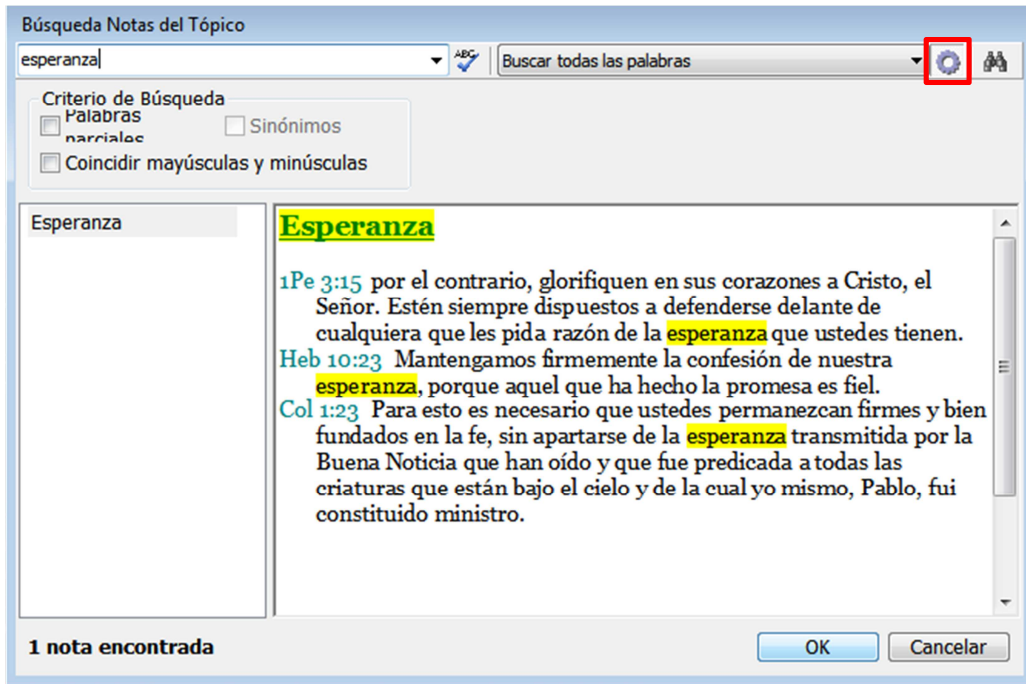 Búsqueda Notas del Tópico
esperanza
ABC
Buscar todas las palabras
Criterio de Búsqueda
Palabras
parciales
Sinónimos
Coincidir mayúsculas y minúsculas
Esperanza
Esperanza
1Pe 3:15 por el contrario, glorifiquen en sus corazones a Cristo, el
Señor. Estén siempre dispuestos a defenderse delante de
cualquiera que les pida razón de la esperanza que ustedes tienen.
Heb 10:23 Mantengamos firmemente la confesión de nuestra
esperanza, porque aquel que ha hecho la promesa es fiel.
Col 1:23 Para esto es necesario que ustedes permanezcan firmes y bien
fundados en la fe, sin apartarse de la esperanza transmitida por la
Buena Noticia que han oído y que fue predicada a todas las
criaturas que están bajo el cielo y de la cual yo mismo, Pablo, fui
constituido ministro.
1 nota encontrada
OK
Cancelar